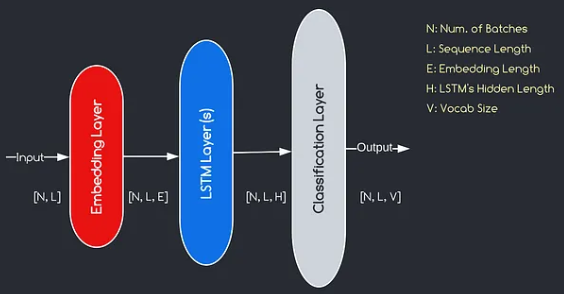 N: Num. of Batches
L: Sequence Length
E: Embedding Length
H: LSTM's Hidden Length
V: Vocab Size
Input
Embedding Layer
LSTM Layer(s)
Classification Layer
Output
[N, L]
[N, L, E]
[N, L, H]
[N, L, V]